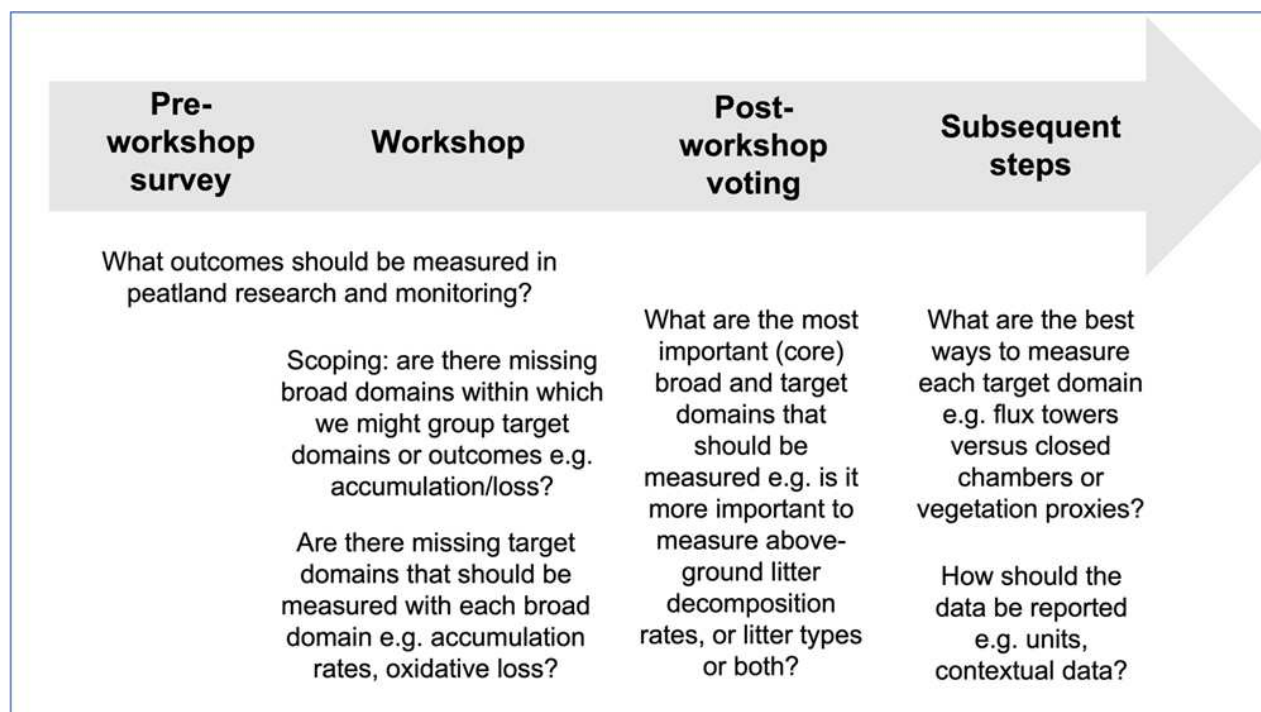 Pre-
workshop
survey
Workshop
Post-
workshop
voting
Subsequent
steps
What outcomes should be measured in
peatland research and monitoring?
Scoping: are there missing
broad domains within which
we might group target
domains or outcomes e.g.
accumulation/loss?
Are there missing target
domains that should be
measured with each broad
domain e.g. accumulation
rates, oxidative loss?
What are the most
important (core)
broad and target
domains that
should be
measured e.g. is it
more important to
measure above-
ground litter
decomposition
rates, or litter types
or both?
What are the best
ways to measure
each target domain
e.g. flux towers
versus closed
chambers or
vegetation proxies?
How should the
data be reported
e.g. units,
contextual data?